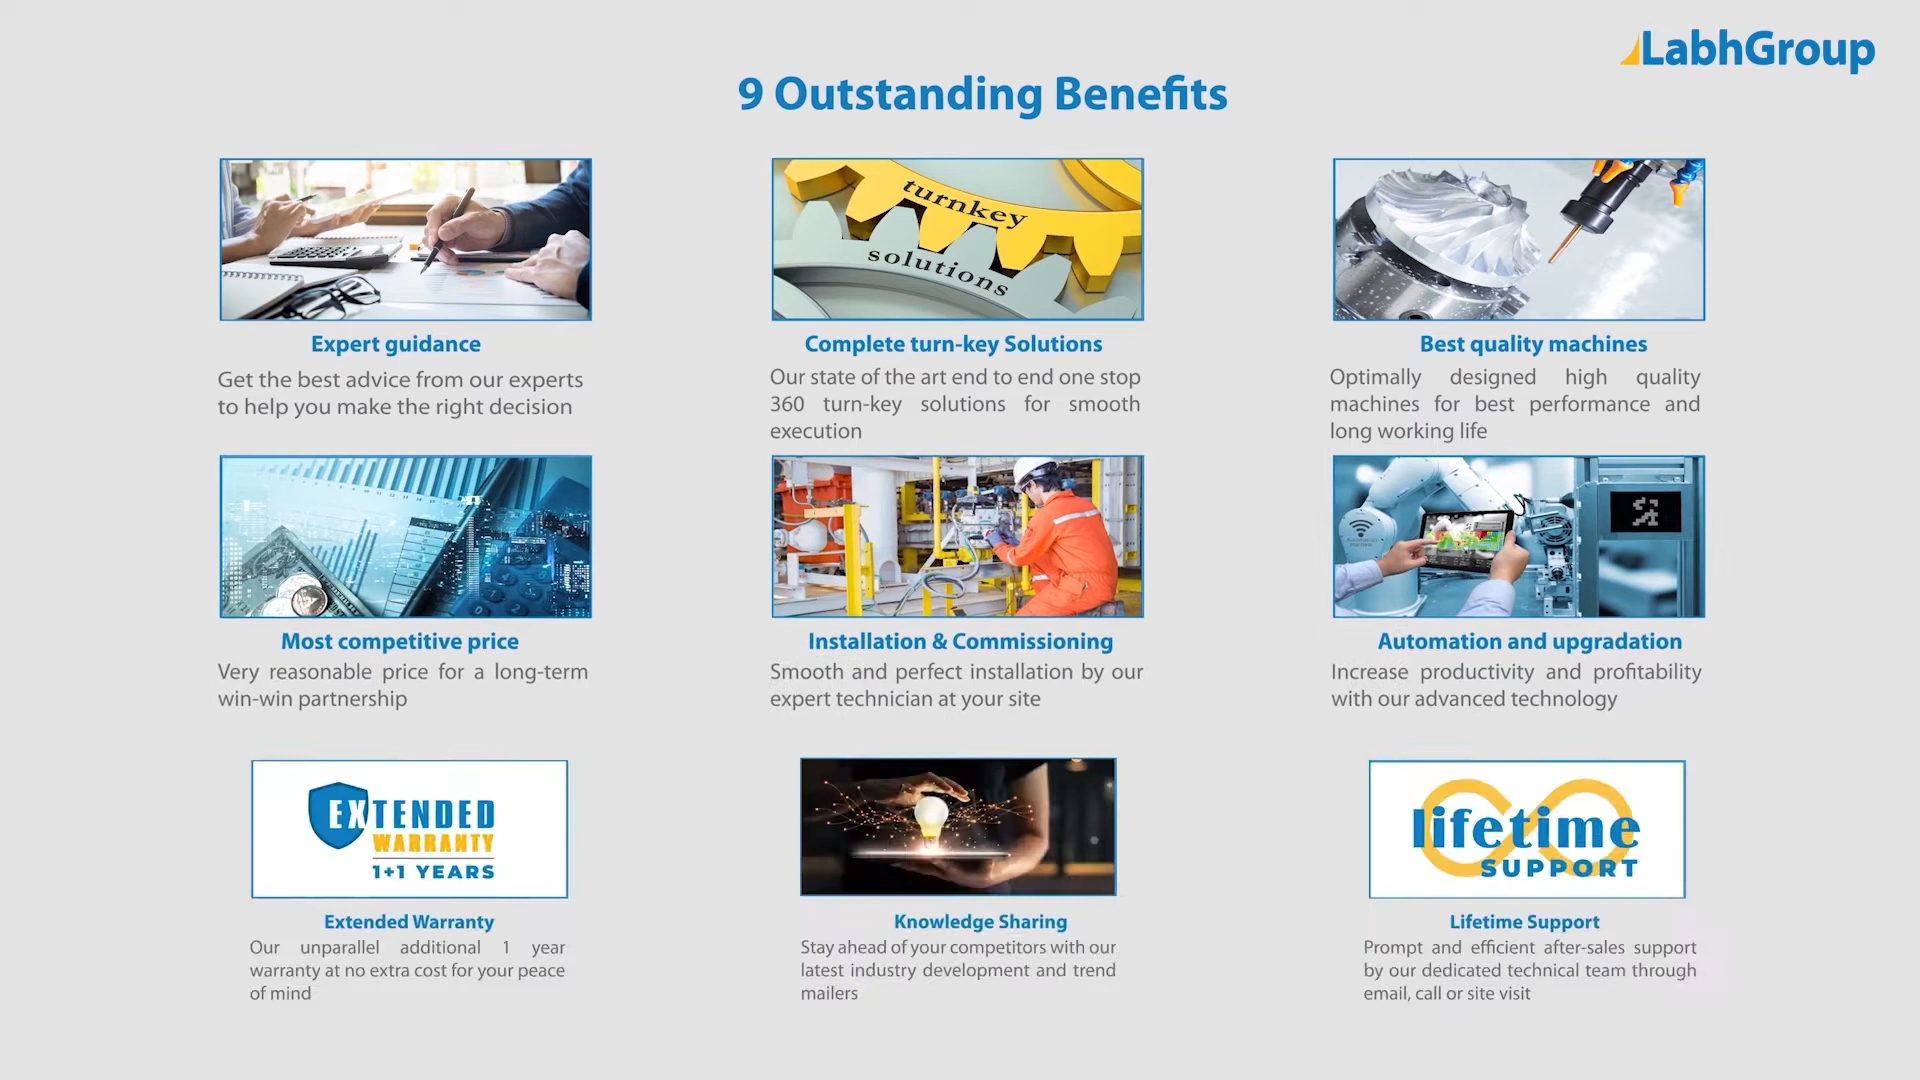 LabhGroup
9 Outstanding Benefits
turnkey
solutions
Expert guidance
Get the best advice from our experts
to help you make the right decision
Complete turn-key Solutions
Our state of the art end to end one stop
360 turn-key solutions for smooth
execution
Best quality machines
Optimally designed high quality
machines for best performance and
long working life
Most competitive price
Very reasonable price for a long-term
win-win partnership
Installation & Commissioning
Smooth and perfect installation by our
expert technician at your site
Automation and upgradation
Increase productivity and profitability
with our advanced technology
EXTENDED
WARRANTY
1+1 YEARS
Extended Warranty
Our unparallel additional 1 year
warranty at no extra cost for your peace
of mind
Knowledge Sharing
Stay ahead of your competitors with our
latest industry development and trend
mailers
lifetime
SUPPORT
Lifetime Support
Prompt and efficient after-sales support
by our dedicated technical team through
email, call or site visit